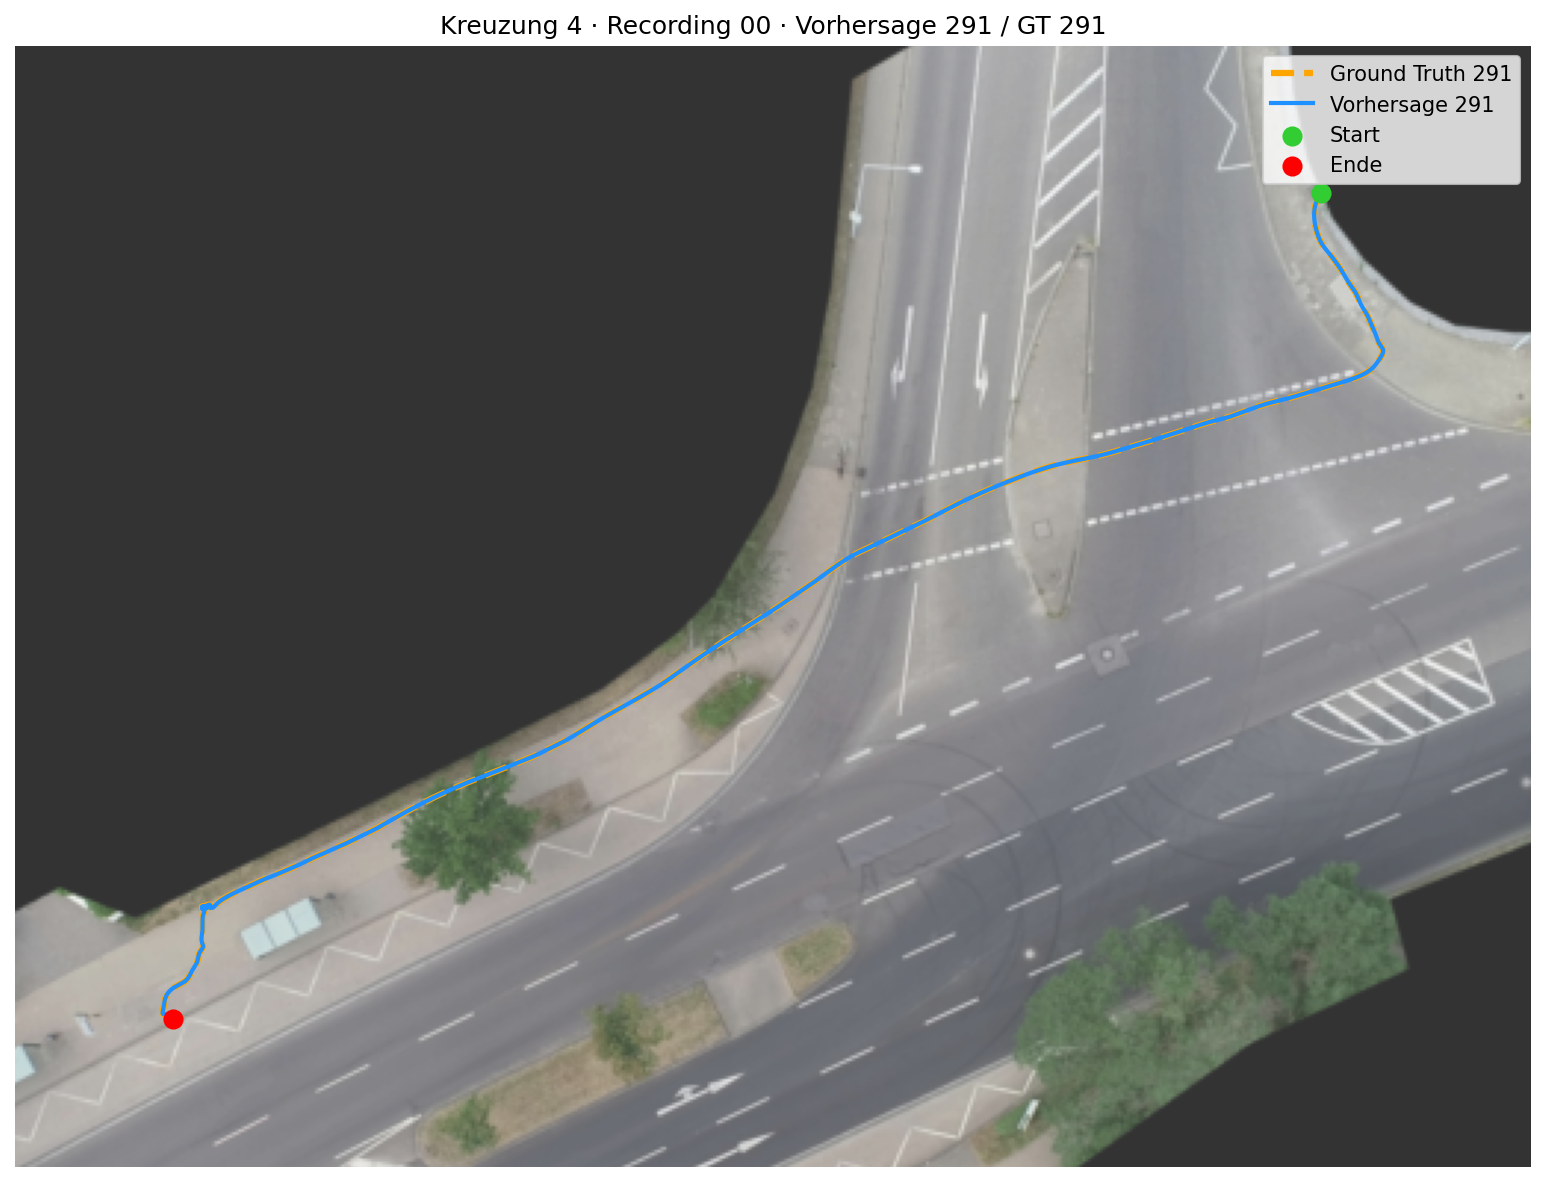 Kreuzung 4 · Recording 00 · Vorhersage 291 / GT 291
Ground Truth 291
Vorhersage 291
Start
Ende